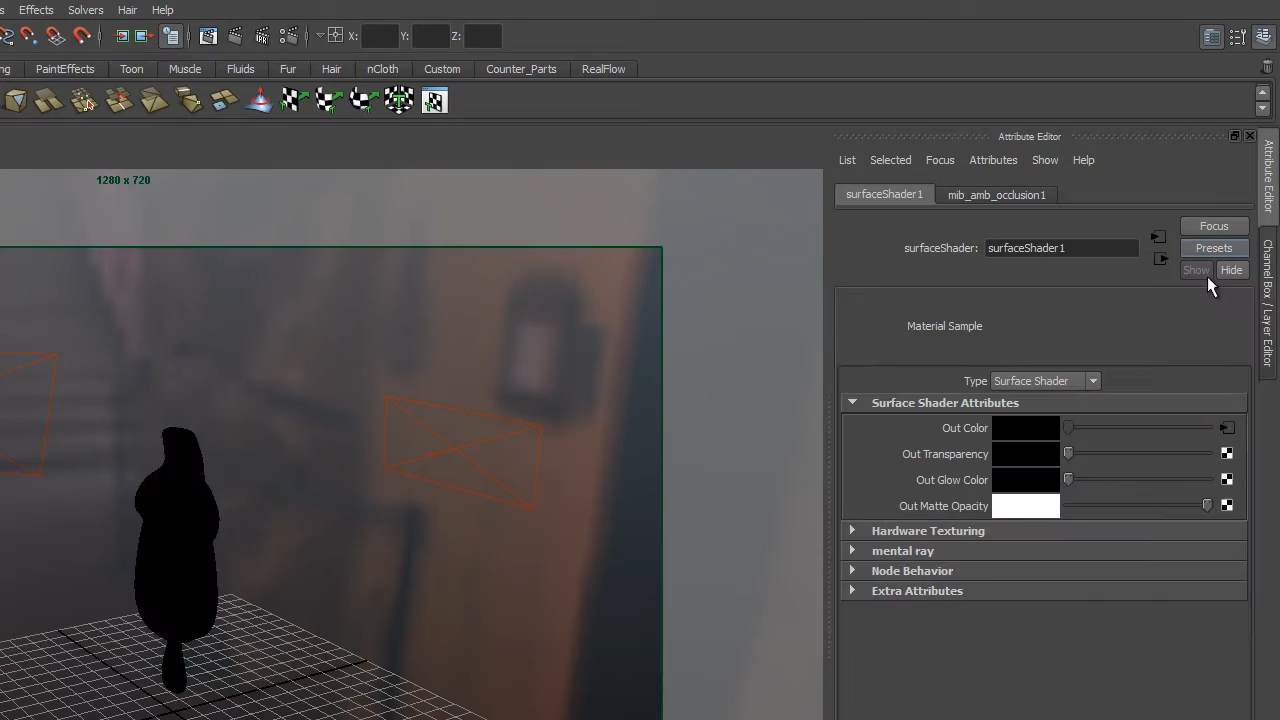 Effects Solvers Hair Help
X: Y: Z:
PaintEffects Toon Muscle Fluids Fur Hair nCloth Custom Counter_Parts RealFlow
Attribute Editor
List Selected Focus Attributes Show Help
1280 x 720
surfaceShader1 mib_amb_occlusion1
Focus
surfaceShader: surfaceShader1 Presets
Show Hide
Material Sample
Type Surface Shader
Surface Shader Attributes
Out Color
Out Transparency
Out Glow Color
Out Matte Opacity
Hardware Texturing
mental ray
Node Behavior
Extra Attributes
Attribute Editor
Channel Box / Layer Editor